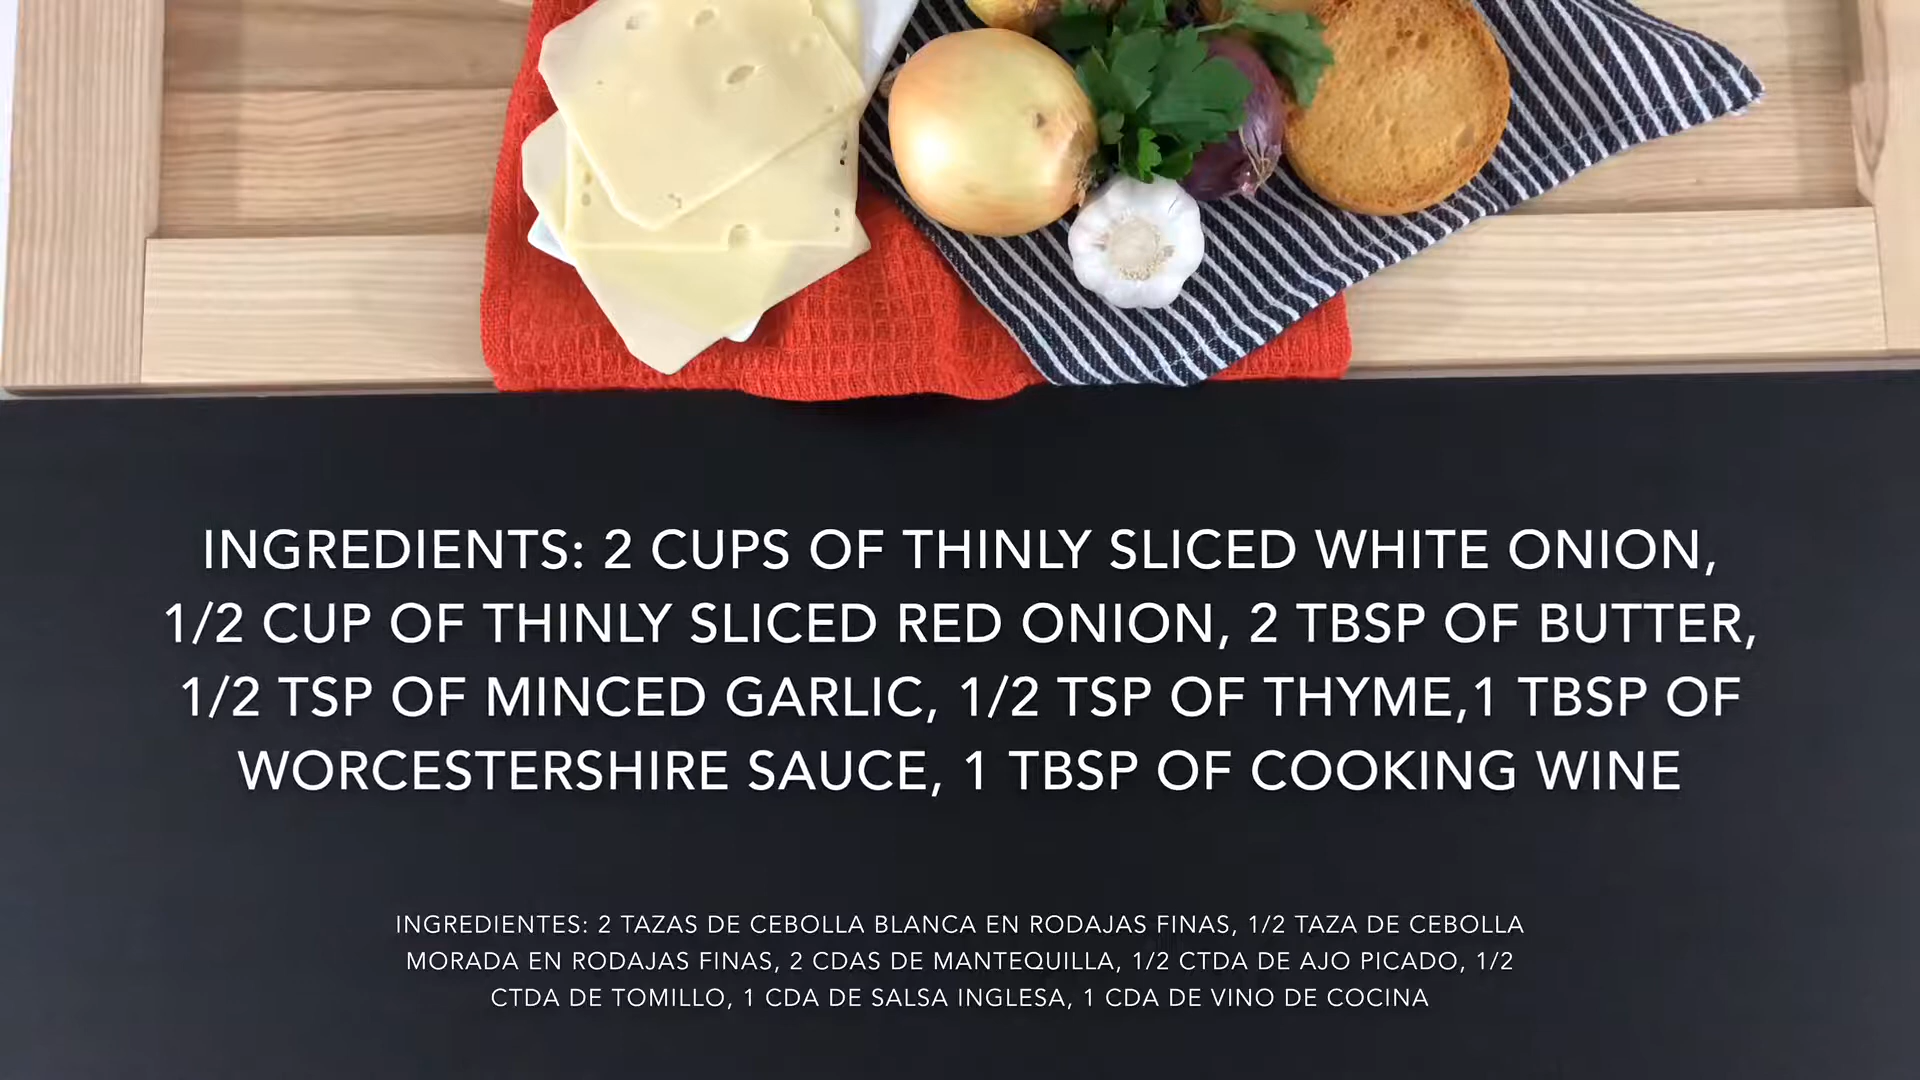 INGREDIENTS: 2 CUPS OF THINLY SLICED WHITE ONION,
1/2 CUP OF THINLY SLICED RED ONION, 2 TBSP OF BUTTER,
1/2 TSP OF MINCED GARLIC, 1/2 TSP OF THYME,1 TBSP OF
WORCESTERSHIRE SAUCE, 1 TBSP OF COOKING WINE
INGREDIENTES: 2 TAZAS DE CEBOLLA BLANCA EN RODAJAS FINAS, 1/2 TAZA DE CEBOLLA
MORADA EN RODAJAS FINAS, 2 CDAS DE MANTEQUILLA, 1/2 CTDA DE AJO PICADO, 1/2
CTDA DE TOMILLO, 1 CDA DE SALSA INGLESA, 1 CDA DE VINO DE COCINA